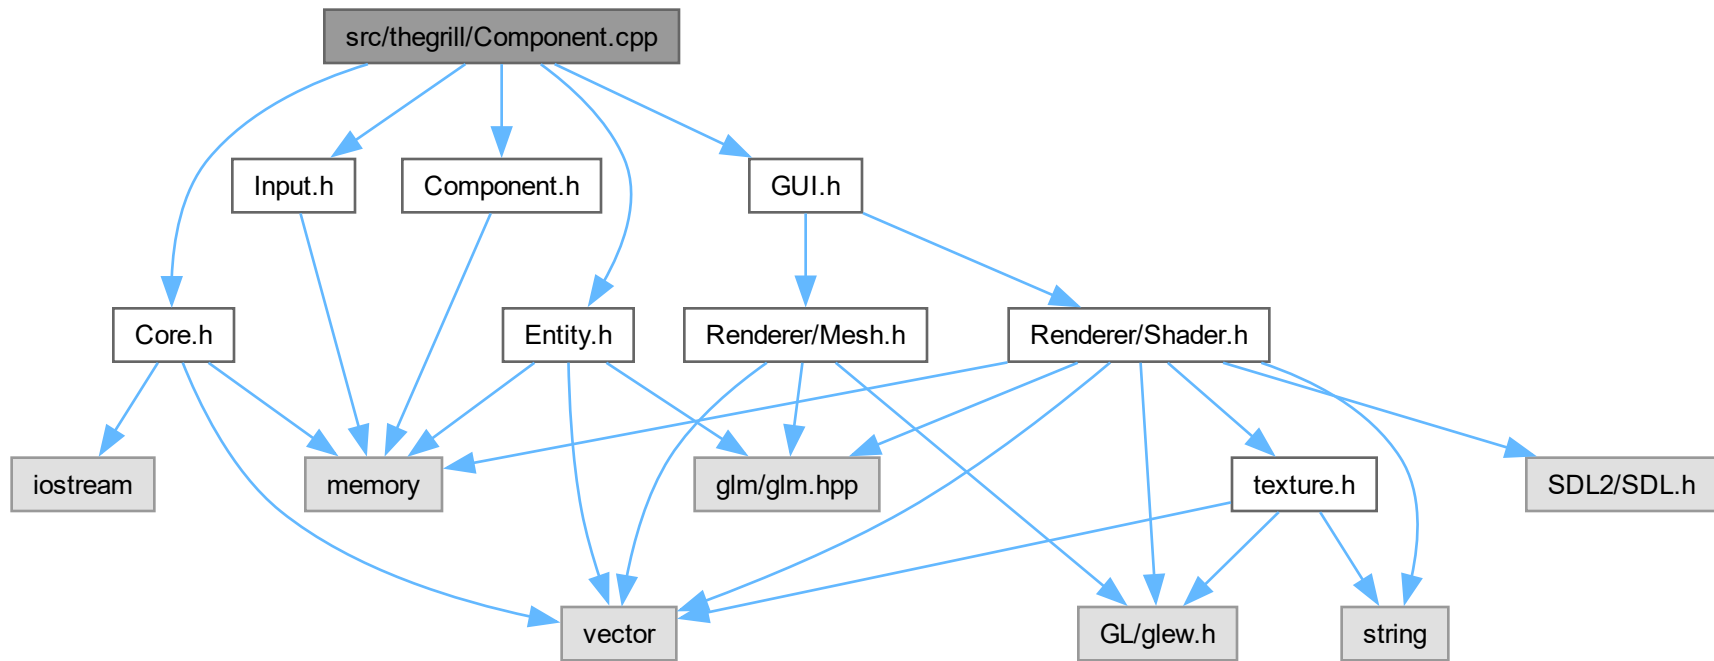 src/thegrill/Component.cpp
Input.h
Component.h
GUI.h
Core.h
Entity.h
Renderer/Mesh.h
Renderer/Shader.h
iostream
memory
glm/glm.hpp
texture.h
SDL2/SDL.h
vector
GL/glew.h
string